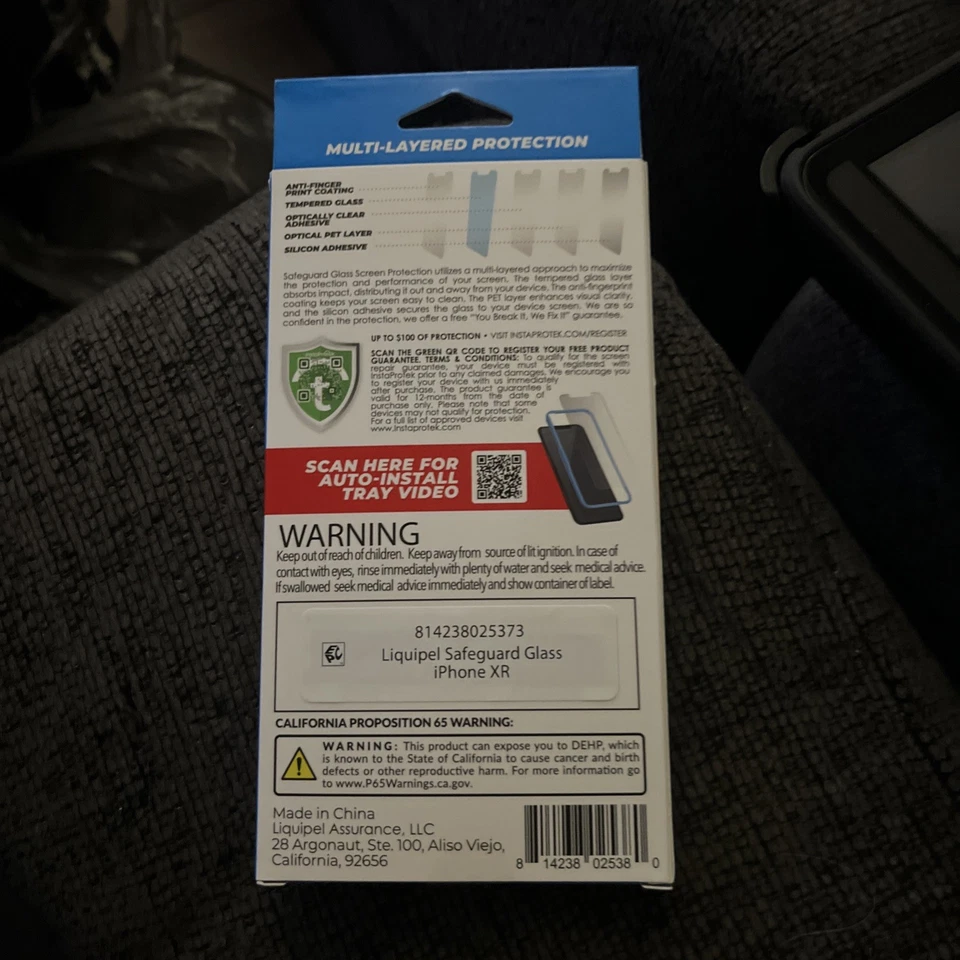 MULTI-LAYERED PROTECTION
ANTI-FINGER
PRINT COATING
TEMPERED GLASS
OPTICALLY CLEAR
ADHESIVE
OPTICAL PET LAYER
SILICON ADHESIVE
Safeguard Glass Screen Protection utilizes a multi-layered approach to maximize
the protection and performance of your screen. The tempered glass layer
absorbs impact, distributing it out and away from your device. The anti-fingerprint
coating keeps your screen easy to clean. The PET layer enhances visual clarity,
and the silicon adhesive secures the glass to your device screen. We are so
confident in the protection, we offer a free "You Break It, We Fix It" guarantee.
UP TO $100 OF PROTECTION • VISIT INSTAPROTEK.COM/REGISTER
SCAN THE GREEN QR CODE TO REGISTER YOUR FREE PRODUCT
GUARANTEE. TERMS & CONDITIONS: To qualify for the screen
repair guarantee, your device must be registered with
InstaProtek prior to any claimed damages. We encourage you
to register your device with us immediately
after purchase. The product guarantee is
valid for 12-months from the date of
purchase only. Please note that some
devices may not qualify for protection.
For a full list of approved devices visit
www.Instaprotek.com
t
SCAN HERE FOR
AUTO-INSTALL
TRAY VIDEO
WARNING
Keep out of reach of children. Keep away from source of lit ignition. In case of
contact with eyes, rinse immediately with plenty of water and seek medical advice.
If swallowed seek medical advice immediately and show container of label.
814238025373
Liquipel Safeguard Glass
iPhone XR
CALIFORNIA PROPOSITION 65 WARNING:
WARNING: This product can expose you to DEHP, which
is known to the State of California to cause cancer and birth
defects or other reproductive harm. For more information go
to www.P65Warnings.ca.gov.
Made in China
Liquipel Assurance, LLC
28 Argonaut, Ste. 100, Aliso Viejo,
California, 92656
8 14238 02538 0